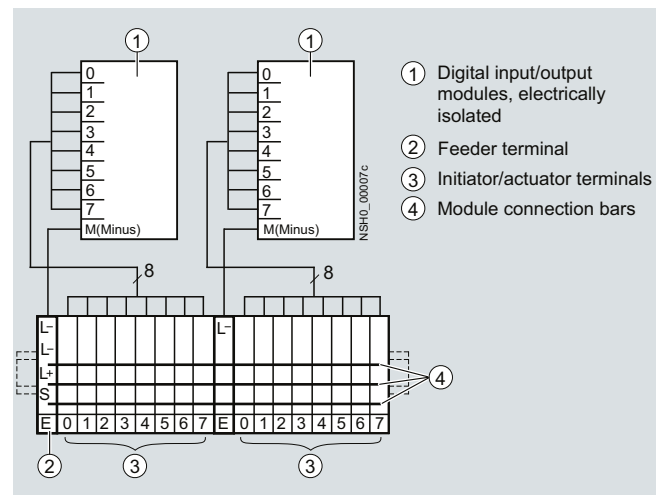 1
1
0
1
2
3
4
5
6
7
M(Minus)
0
1
2
3
4
5
6
7
M(Minus)
NSH0_00007c
1 Digital input/output
modules, electrically
isolated
2 Feeder terminal
3 Initiator/actuator terminals
4 Module connection bars
8
8
L–
L–
L–
L+
S
4
E 0 1 2 3 4 5 6 7 E 0 1 2 3 4 5 6 7
2
3
3